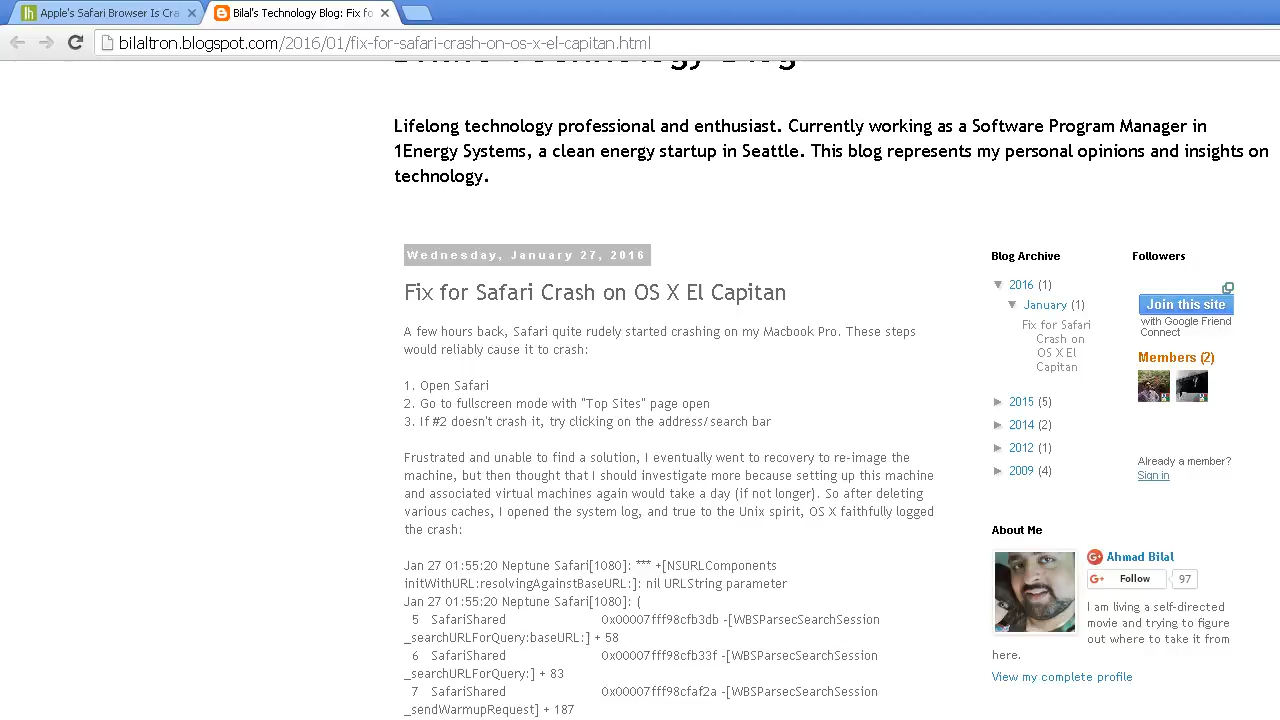 Apple's Safari Browser Is Cra
Bilal's Technology Blog: Fix fo
bilaltron.blogspot.com/2016/01/fix-for-safari-crash-on-os-x-el-capitan.html
Technology Blog
Lifelong technology professional and enthusiast. Currently working as a Software Program Manager in
1Energy Systems, a clean energy startup in Seattle. This blog represents my personal opinions and insights on
technology.
Wednesday, January 27, 2016
Fix for Safari Crash on OS X El Capitan
A few hours back, Safari quite rudely started crashing on my Macbook Pro. These steps
would reliably cause it to crash:
1. Open Safari
2. Go to fullscreen mode with "Top Sites" page open
3. If #2 doesn't crash it, try clicking on the address/search bar
Frustrated and unable to find a solution, I eventually went to recovery to re-image the
machine, but then thought that I should investigate more because setting up this machine
and associated virtual machines again would take a day (if not longer). So after deleting
various caches, I opened the system log, and true to the Unix spirit, OS X faithfully logged
the crash:
Jan 27 01:55:20 Neptune Safari[1080]: *** +[NSURLComponents
initWithURL:resolvingAgainstBaseURL:]: nil URLString parameter
Jan 27 01:55:20 Neptune Safari[1080]: (
5 SafariShared 0x00007fff98cfb3db -[WBSParsecSearchSession
_searchURLForQuery:baseURL:] + 58
6 SafariShared 0x00007fff98cfb33f -[WBSParsecSearchSession
_searchURLForQuery:] + 83
7 SafariShared 0x00007fff98cfaf2a -[WBSParsecSearchSession
_sendWarmupRequest] + 187
Blog Archive
▼ 2016 (1)
▼ January (1)
Fix for Safari
Crash on
OS X El
Capitan
► 2015 (5)
► 2014 (2)
► 2012 (1)
► 2009 (4)
Followers
Join this site
with Google Friend
Connect
Members (2)
Already a member?
Sign in
About Me
Ahmad Bilal
G+ Follow 97
I am living a self-directed
movie and trying to figure
out where to take it from
here.
View my complete profile